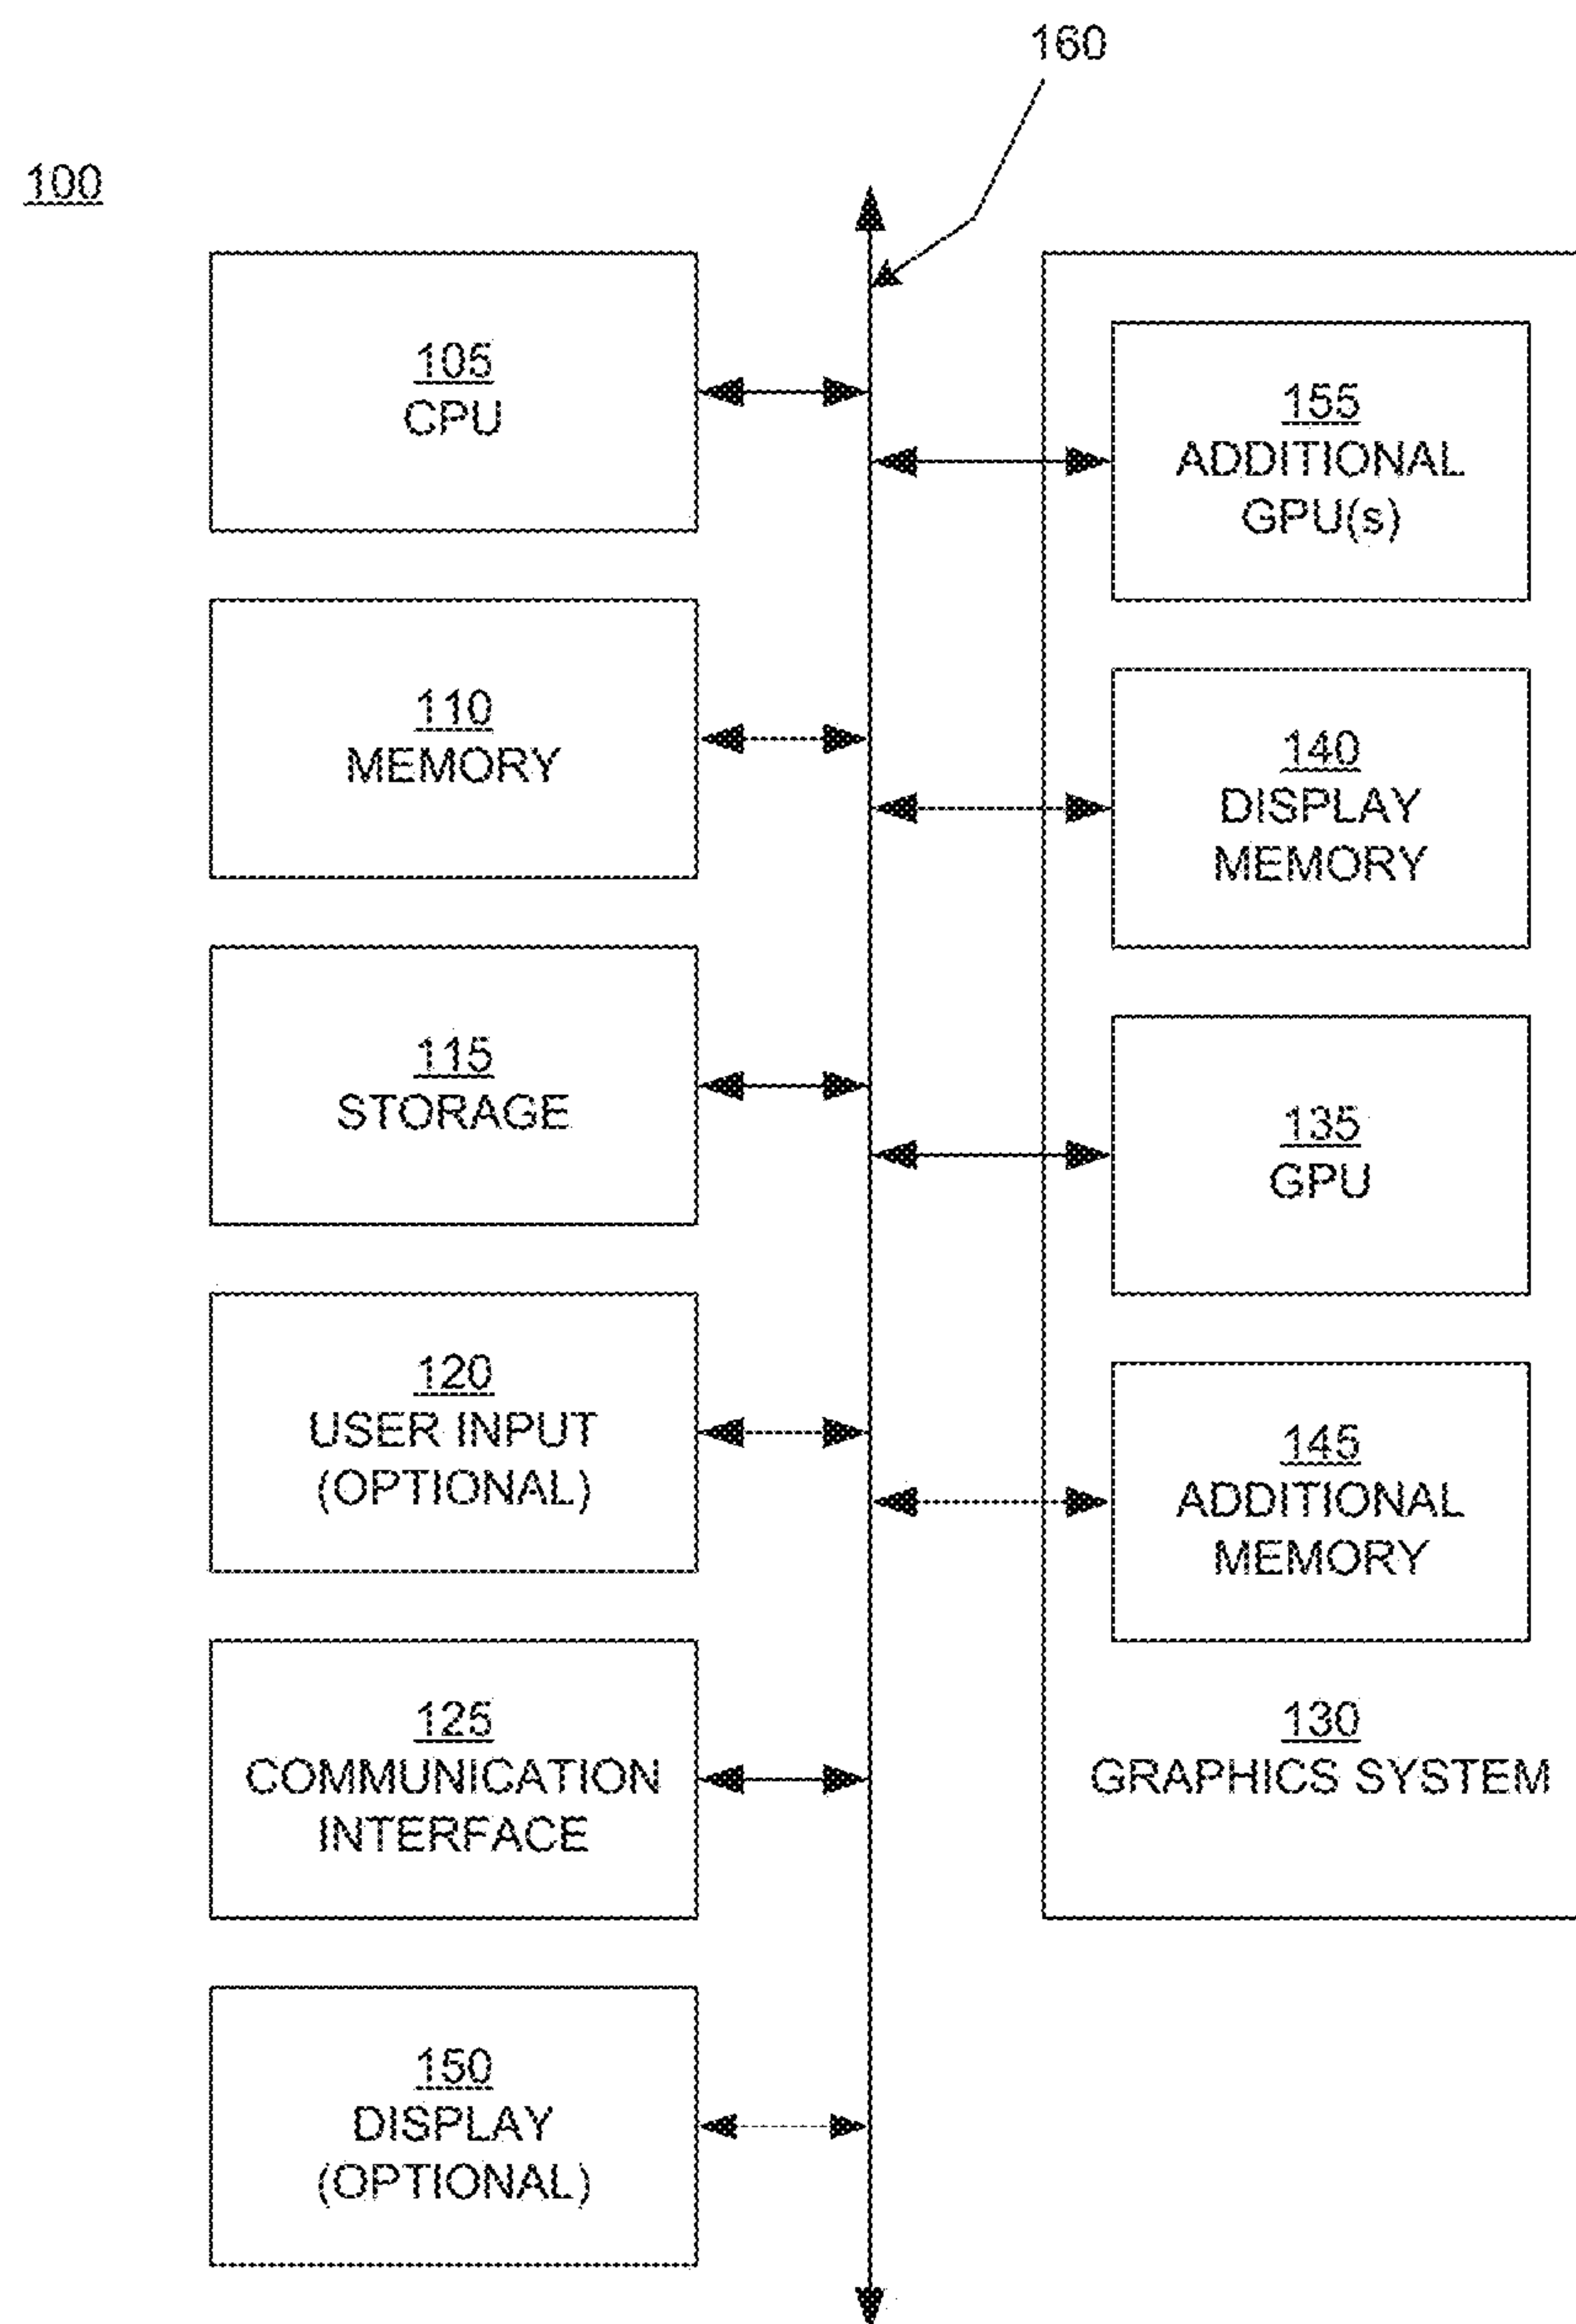 160
100
105
CPU
110
MEMORY
115
STORAGE
120
USER INPUT
(OPTIONAL)
125
COMMUNICATION
INTERFACE
150
DISPLAY
(OPTIONAL)
155
ADDITIONAL
GPU(s)
140
DISPLAY
MEMORY
135
GPU
145
ADDITIONAL
MEMORY
130
GRAPHICS SYSTEM